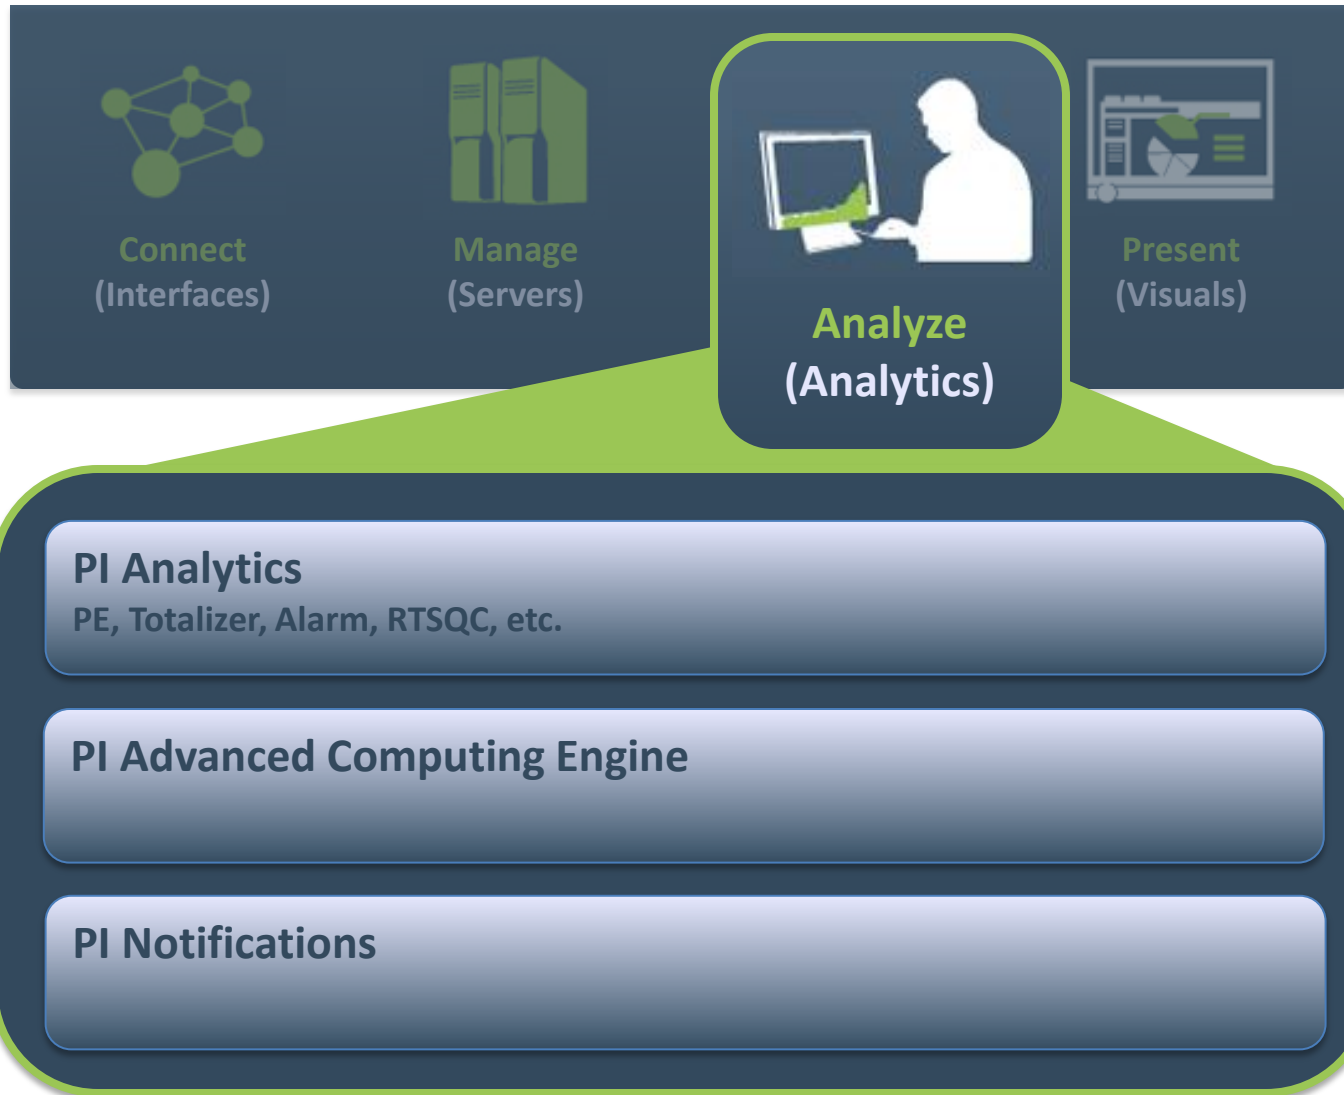 Connect
(Interfaces)
Manage
(Servers)
Analyze
(Analytics)
Present
(Visuals)
PI Analytics
PE, Totalizer, Alarm, RTSQC, etc.
PI Advanced Computing Engine
PI Notifications